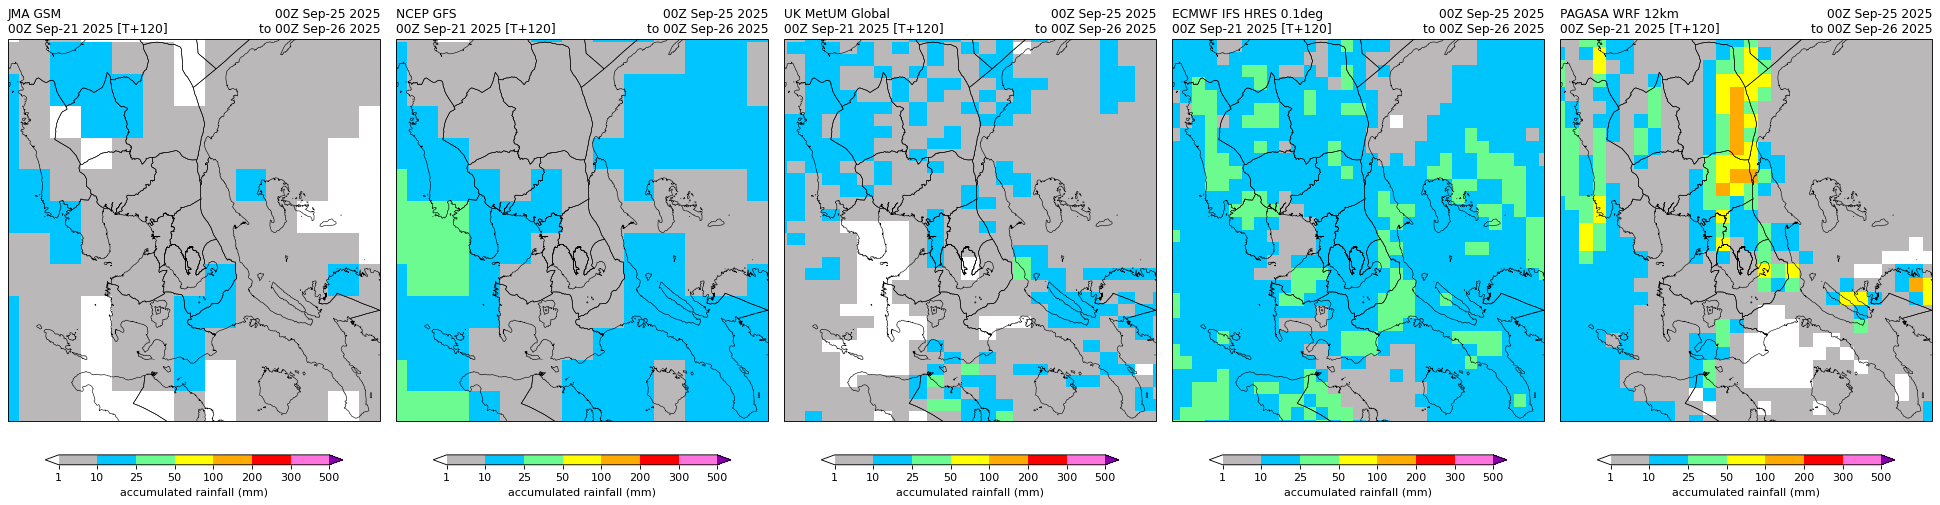 JMA GSM 00Z Sep-25 2025
00Z Sep-21 2025 [T+120] to 00Z Sep-26 2025
NCEP GFS 00Z Sep-25 2025
00Z Sep-21 2025 [T+120] to 00Z Sep-26 2025
UK MetUM Global 00Z Sep-25 2025
00Z Sep-21 2025 [T+120] to 00Z Sep-26 2025
ECMWF IFS HRES 0.1deg 00Z Sep-25 2025
00Z Sep-21 2025 [T+120] to 00Z Sep-26 2025
PAGASA WRF 12km 00Z Sep-25 2025
00Z Sep-21 2025 [T+120] to 00Z Sep-26 2025
1 10 25 50 100 200 300 500
accumulated rainfall (mm)
1 10 25 50 100 200 300 500
accumulated rainfall (mm)
1 10 25 50 100 200 300 500
accumulated rainfall (mm)
1 10 25 50 100 200 300 500
accumulated rainfall (mm)
1 10 25 50 100 200 300 500
accumulated rainfall (mm)